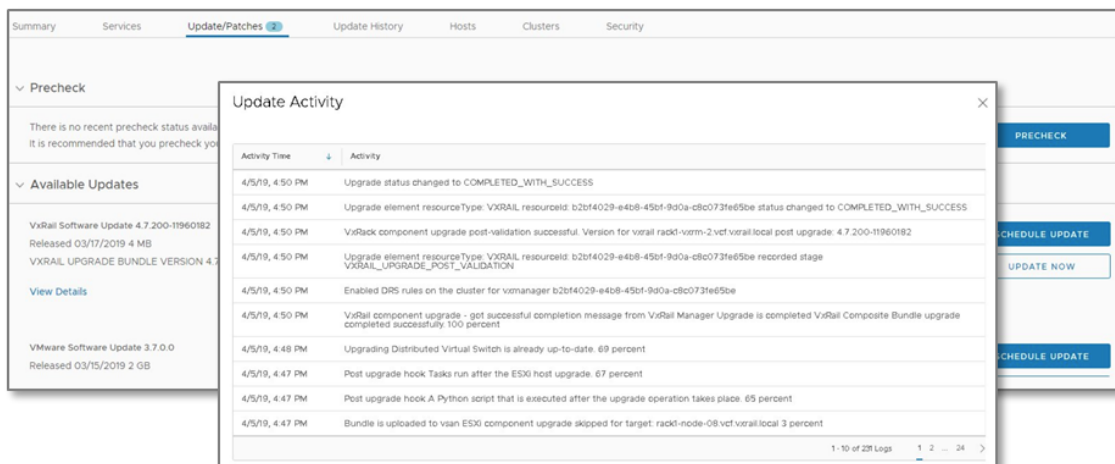 Summary Services Update/Patches 2 Update History Hosts Clusters Security
Precheck
There is no recent precheck status availa
It is recommended that you precheck you
PRECHECK
Available Updates
VxRail Software Update 4.7.200-11960182
Released 03/17/2019 4 MB
VXRAIL UPGRADE BUNDLE VERSION 4.7
View Details
SCHEDULE UPDATE
UPDATE NOW
VMware Software Update 3.7.0.0
Released 03/15/2019 2 GB
SCHEDULE UPDATE
Update Activity
Activity Time Activity
4/5/19, 4:50 PM Upgrade status changed to COMPLETED_WITH_SUCCESS
4/5/19, 4:50 PM Upgrade element resourceType: VXRAIL resourceId: b2bf4029-e4b8-45bf-9d0a-c8c073fe65be status changed to COMPLETED_WITH_SUCCESS
4/5/19, 4:50 PM VxRack component upgrade post-validation successful. Version for vxrail rack1-vxrm-2.vcf.vxrail.local post upgrade: 4.7.200-11960182
4/5/19, 4:50 PM Upgrade element resourceType: VXRAIL resourceId: b2bf4029-e4b8-45bf-9d0a-c8c073fe65be recorded stage
VXRAIL_UPGRADE_POST_VALIDATION
4/5/19, 4:50 PM Enabled DRS rules on the cluster for vxmanager b2bf4029-e4b8-45bf-9d0a-c8c073fe65be
4/5/19, 4:50 PM VxRail component upgrade - got successful completion message from VxRail Manager Upgrade is completed VxRail Composite Bundle upgrade
completed successfully. 100 percent
4/5/19, 4:48 PM Upgrading Distributed Virtual Switch is already up-to-date. 69 percent
4/5/19, 4:47 PM Post upgrade hook Tasks run after the ESXi host upgrade. 67 percent
4/5/19, 4:47 PM Post upgrade hook A Python script that is executed after the upgrade operation takes place. 65 percent
4/5/19, 4:47 PM Bundle is uploaded to vsan ESXi component upgrade skipped for target: rack1-node-08.vcf.vxrail.local 3 percent
1 - 10 of 231 Logs 1 2 ... 24